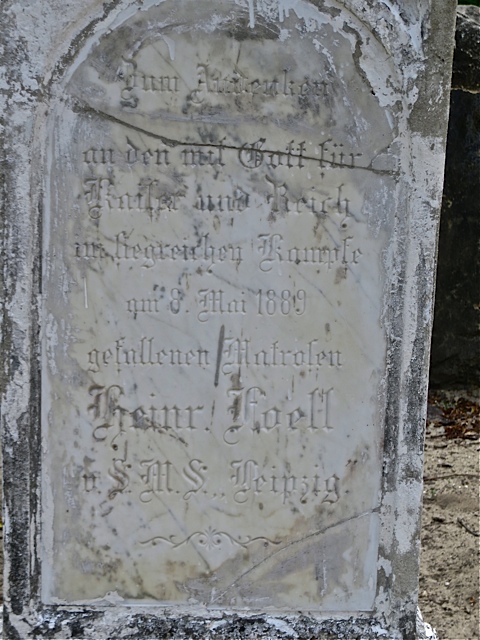 Zum Andenken
an den mit Gott für
Kaiser und Reich
im siegreichen Kampfe
am 8. Mai 1889
gefallenen Matrosen
Heinr. Foell
v. S.M.S. „Leipzig"